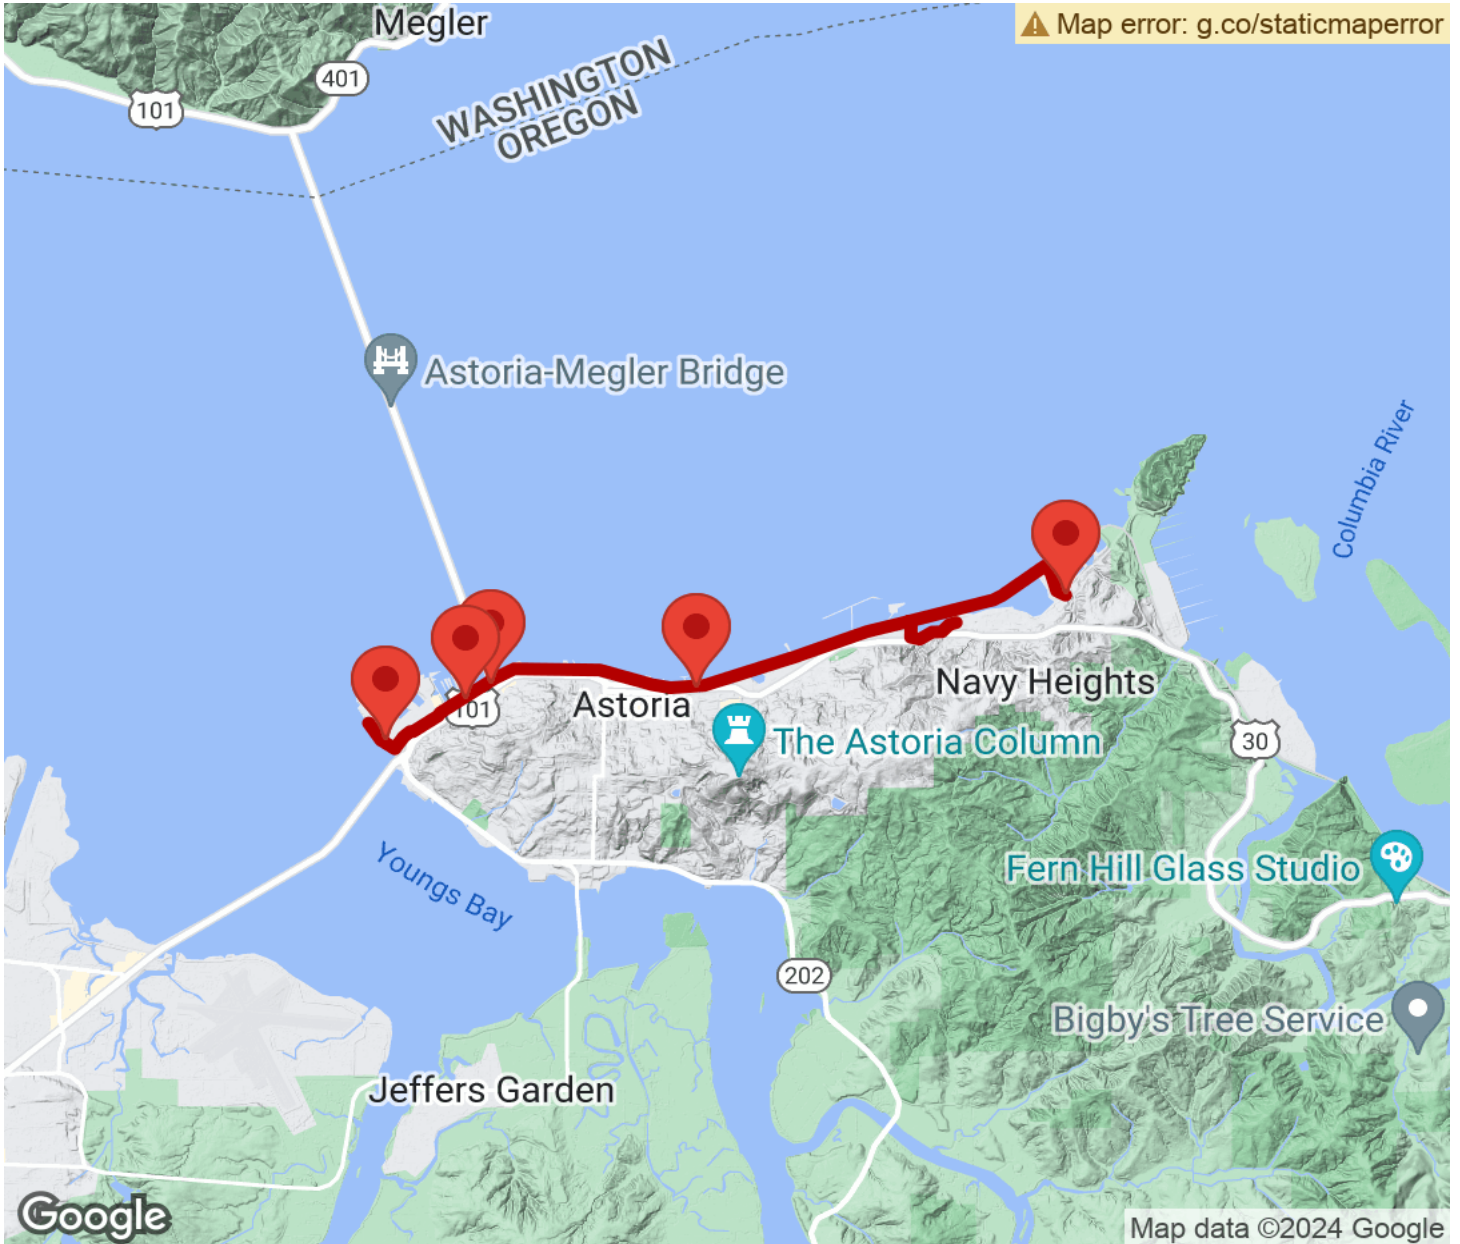 Megler
Map error: g.co/staticmaperror
401
101
WASHINGTON
OREGON
Astoria-Megler Bridge
Columbia River
Navy Heights
101
Astoria
The Astoria Column
30
Youngs Bay
Fern Hill Glass Studio
202
Bigby's Tree Service
Jeffers Garden
Google
Map data ©2024 Google